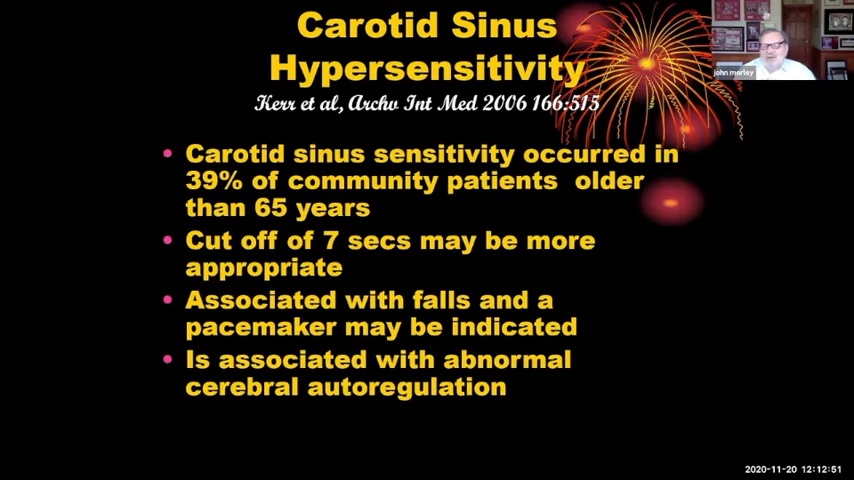 Carotid Sinus
Hypersensitivity
Kerr et al, Archv Int Med 2006 166:515
john morley
• Carotid sinus sensitivity occurred in
39% of community patients older
than 65 years
• Cut off of 7 secs may be more
appropriate
• Associated with falls and a
pacemaker may be indicated
• Is associated with abnormal
cerebral autoregulation
2020-11-20 12:12:51